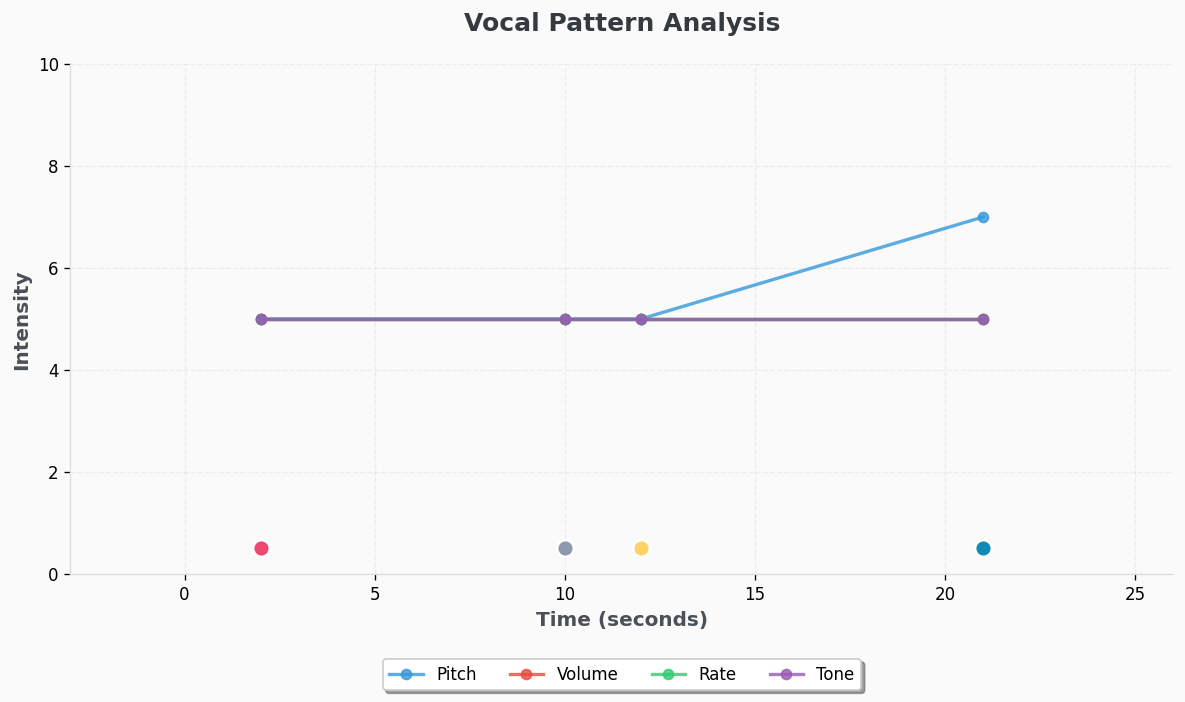 Vocal Pattern Analysis
10
8
6
4
2
0
Intensity
0 5 10 15 20 25
Time (seconds)
Pitch Volume Rate Tone